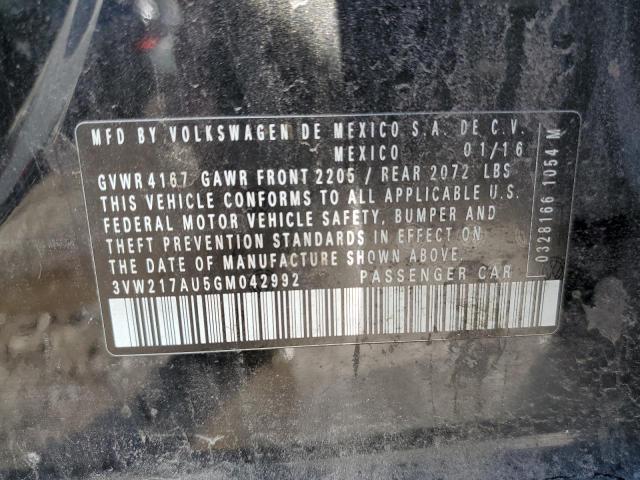 MFD BY VOLKSWAGEN DE MEXICO S.A. DE C.V.
MEXICO 01/16
GVWR 4167 GAWR FRONT 2205 / REAR 2072 LBS
THIS VEHICLE CONFORMS TO ALL APPLICABLE U.S.
FEDERAL MOTOR VEHICLE SAFETY, BUMPER AND
THEFT PREVENTION STANDARDS IN EFFECT ON
THE DATE OF MANUFACTURE SHOWN ABOVE.
3VW217AU5GM042992 PASSENGER CAR
0328166 1054 M